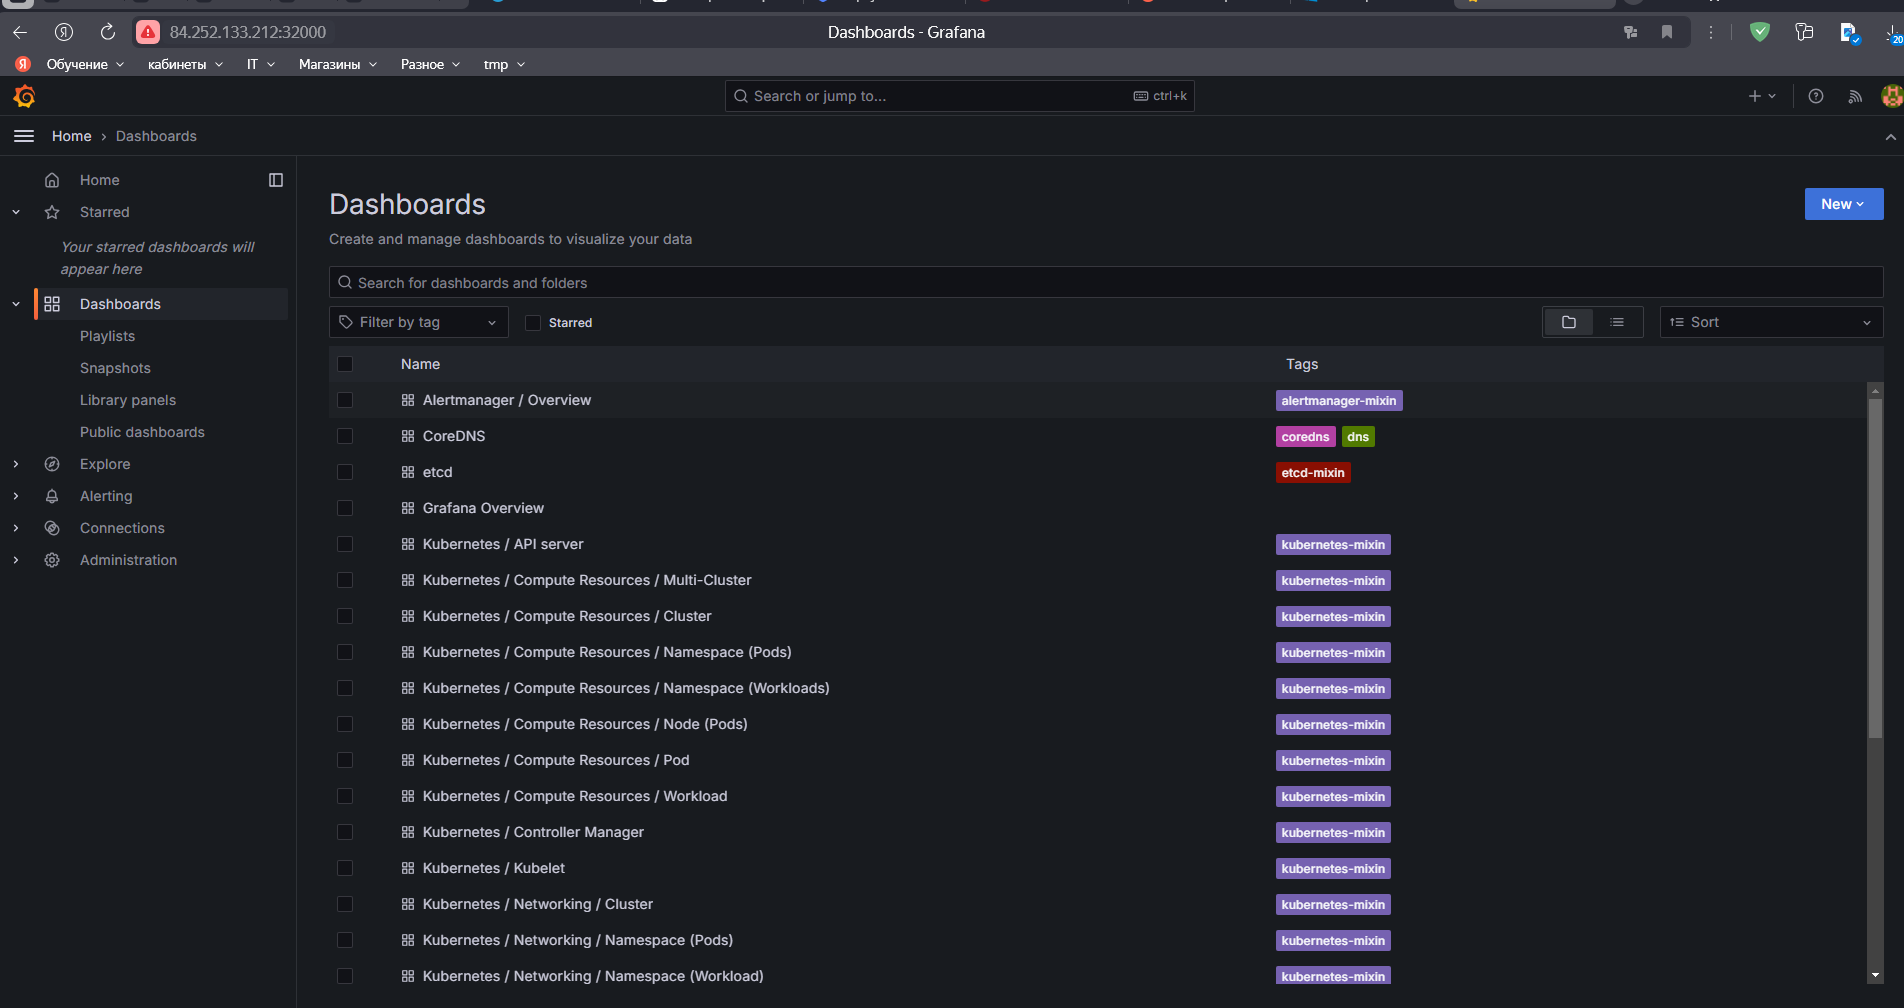 84.252.133.212:32000
Dashboards - Grafana
20
Я Обучение кабинеты IT Магазины Разное tmp
Search or jump to... ctrl+k
Home › Dashboards
Home
Starred
Your starred dashboards will
appear here
Dashboards
Playlists
Snapshots
Library panels
Public dashboards
Explore
Alerting
Connections
Administration
Dashboards
New
Create and manage dashboards to visualize your data
Search for dashboards and folders
Filter by tag Starred Sort
Name Tags
Alertmanager / Overview alertmanager-mixin
CoreDNS coredns dns
etcd etcd-mixin
Grafana Overview
Kubernetes / API server kubernetes-mixin
Kubernetes / Compute Resources / Multi-Cluster kubernetes-mixin
Kubernetes / Compute Resources / Cluster kubernetes-mixin
Kubernetes / Compute Resources / Namespace (Pods) kubernetes-mixin
Kubernetes / Compute Resources / Namespace (Workloads) kubernetes-mixin
Kubernetes / Compute Resources / Node (Pods) kubernetes-mixin
Kubernetes / Compute Resources / Pod kubernetes-mixin
Kubernetes / Compute Resources / Workload kubernetes-mixin
Kubernetes / Controller Manager kubernetes-mixin
Kubernetes / Kubelet kubernetes-mixin
Kubernetes / Networking / Cluster kubernetes-mixin
Kubernetes / Networking / Namespace (Pods) kubernetes-mixin
Kubernetes / Networking / Namespace (Workload) kubernetes-mixin